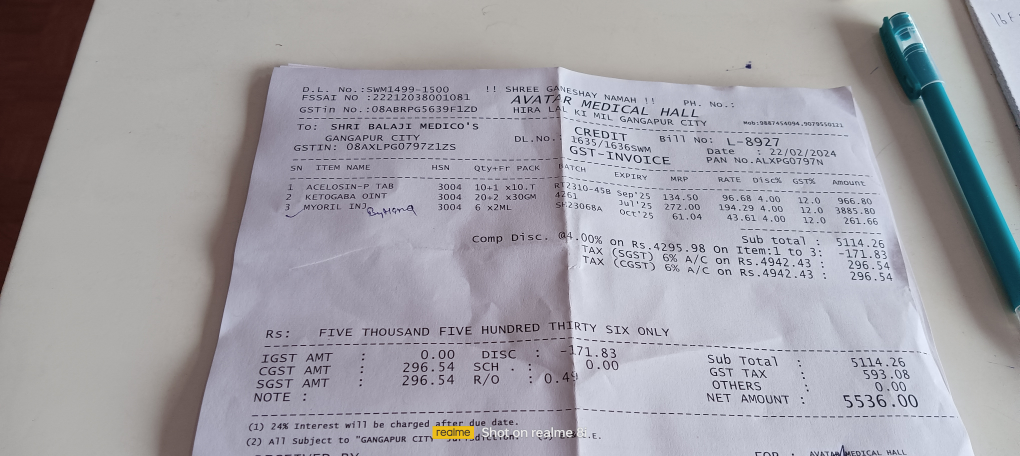 !! SHREE GANESHAY NAMAH !!
D.L. No.:SWM1499-1500
FSSAI NO :22212038001081
GSTin No.:08ABRPG5639F1ZD
AVATAR MEDICAL HALL
PH. No.:
HIRA LAL KI MIL GANGAPUR CITY
Mob:9887454094,9079550121
To: SHRI BALAJI MEDICO'S
GANGAPUR CITY
GSTIN: 08AXLPG0797Z1ZS
DL.No.
1635/1636SWM
CREDIT
GST-INVOICE
Bill No: L-8927
Date : 22/02/2024
PAN No.ALXPG0797N
SN ITEM NAME HSN Qty+Fr PACK BATCH EXPIRY MRP RATE Disc% GST% Amount
1 ACELOSIN-P TAB 3004 10+1 x10.T RT2310-45B Sep'25 134.50 96.68 4.00 12.0 966.80
2 KETOGABA OINT 3004 20+2 x30GM 4261 Jul'25 272.00 194.29 4.00 12.0 3885.80
3 MYORIL INJ 3004 6 x2ML SH23068A Oct'25 61.04 43.61 4.00 12.0 261.66
Sub total : 5114.26
Comp Disc. @4.00% on Rs.4295.98 on Item:1 to 3: -171.83
TAX (SGST) 6% A/C on Rs.4942.43 : 296.54
TAX (CGST) 6% A/C on Rs.4942.43 : 296.54
Rs: FIVE THOUSAND FIVE HUNDRED THIRTY SIX ONLY
IGST AMT : 0.00 DISC : -171.83 Sub Total : 5114.26
CGST AMT : 296.54 SCH . : 0.00 GST TAX : 593.08
SGST AMT : 296.54 R/O : 0.49 OTHERS : 0.00
NOTE : NET AMOUNT : 5536.00
(1) 24% Interest will be charged after due date.
(2) All Subject to "GANGAPUR CITY
FOR : AVATAR MEDICAL HALL
realme Shot on realme